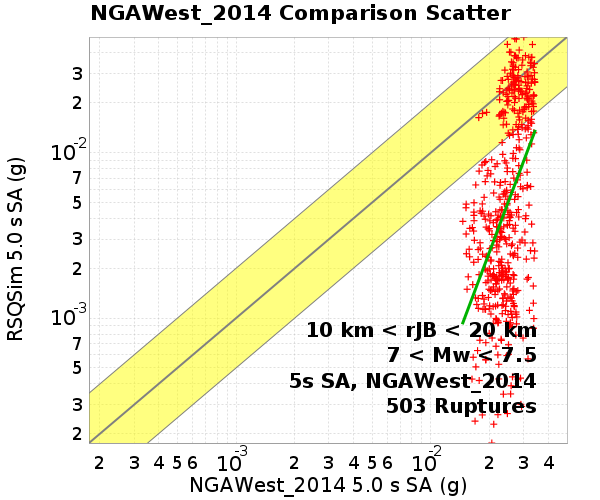 NGAWest_2014 Comparison Scatter
RSQSim 5.0 s SA (g)
3
2
10-2
7
5
3
2
10-3
7
5
3
2
10 km < rJB < 20 km
7 < Mw < 7.5
5s SA, NGAWest_2014
503 Ruptures
2 3 4 5 6 10-3 2 3 4 5 6 10-2 2 3 4
NGAWest_2014 5.0 s SA (g)